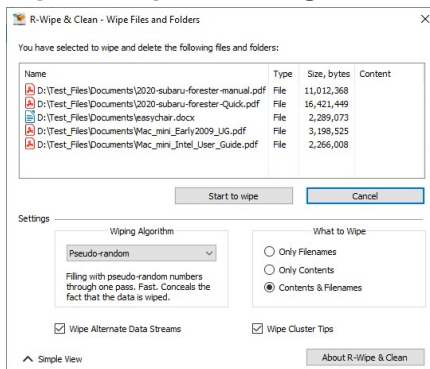 R-Wipe & Clean - Wipe Files and Folders
You have selected to wipe and delete the following files and folders:
Name Type Size, bytes Content
D:\Test_Files\Documents\2020-subaru-forester-manual.pdf File 11,012,368
D:\Test_Files\Documents\2020-subaru-forester-Quick.pdf File 16,421,449
D:\Test_Files\Documents\easychair.docx File 2,289,073
D:\Test_Files\Documents\Mac_mini_Early2009_UG.pdf File 3,198,525
D:\Test_Files\Documents\Mac_mini_Intel_User_Guide.pdf File 2,266,008
Start to wipe Cancel
Settings
Wiping Algorithm What to Wipe
Pseudo-random
Only Filenames
Filling with pseudo-random numbers
through one pass. Fast. Conceals the
fact that the data is wiped.
Only Contents
Contents & Filenames
Wipe Alternate Data Streams Wipe Cluster Tips
Simple View About R-Wipe & Clean